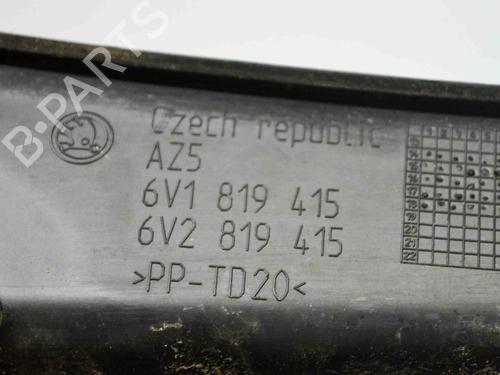 Czech republic
AZ5
6V1 819 415
6V2 819 415
>PP-TD20<
B-PARTS